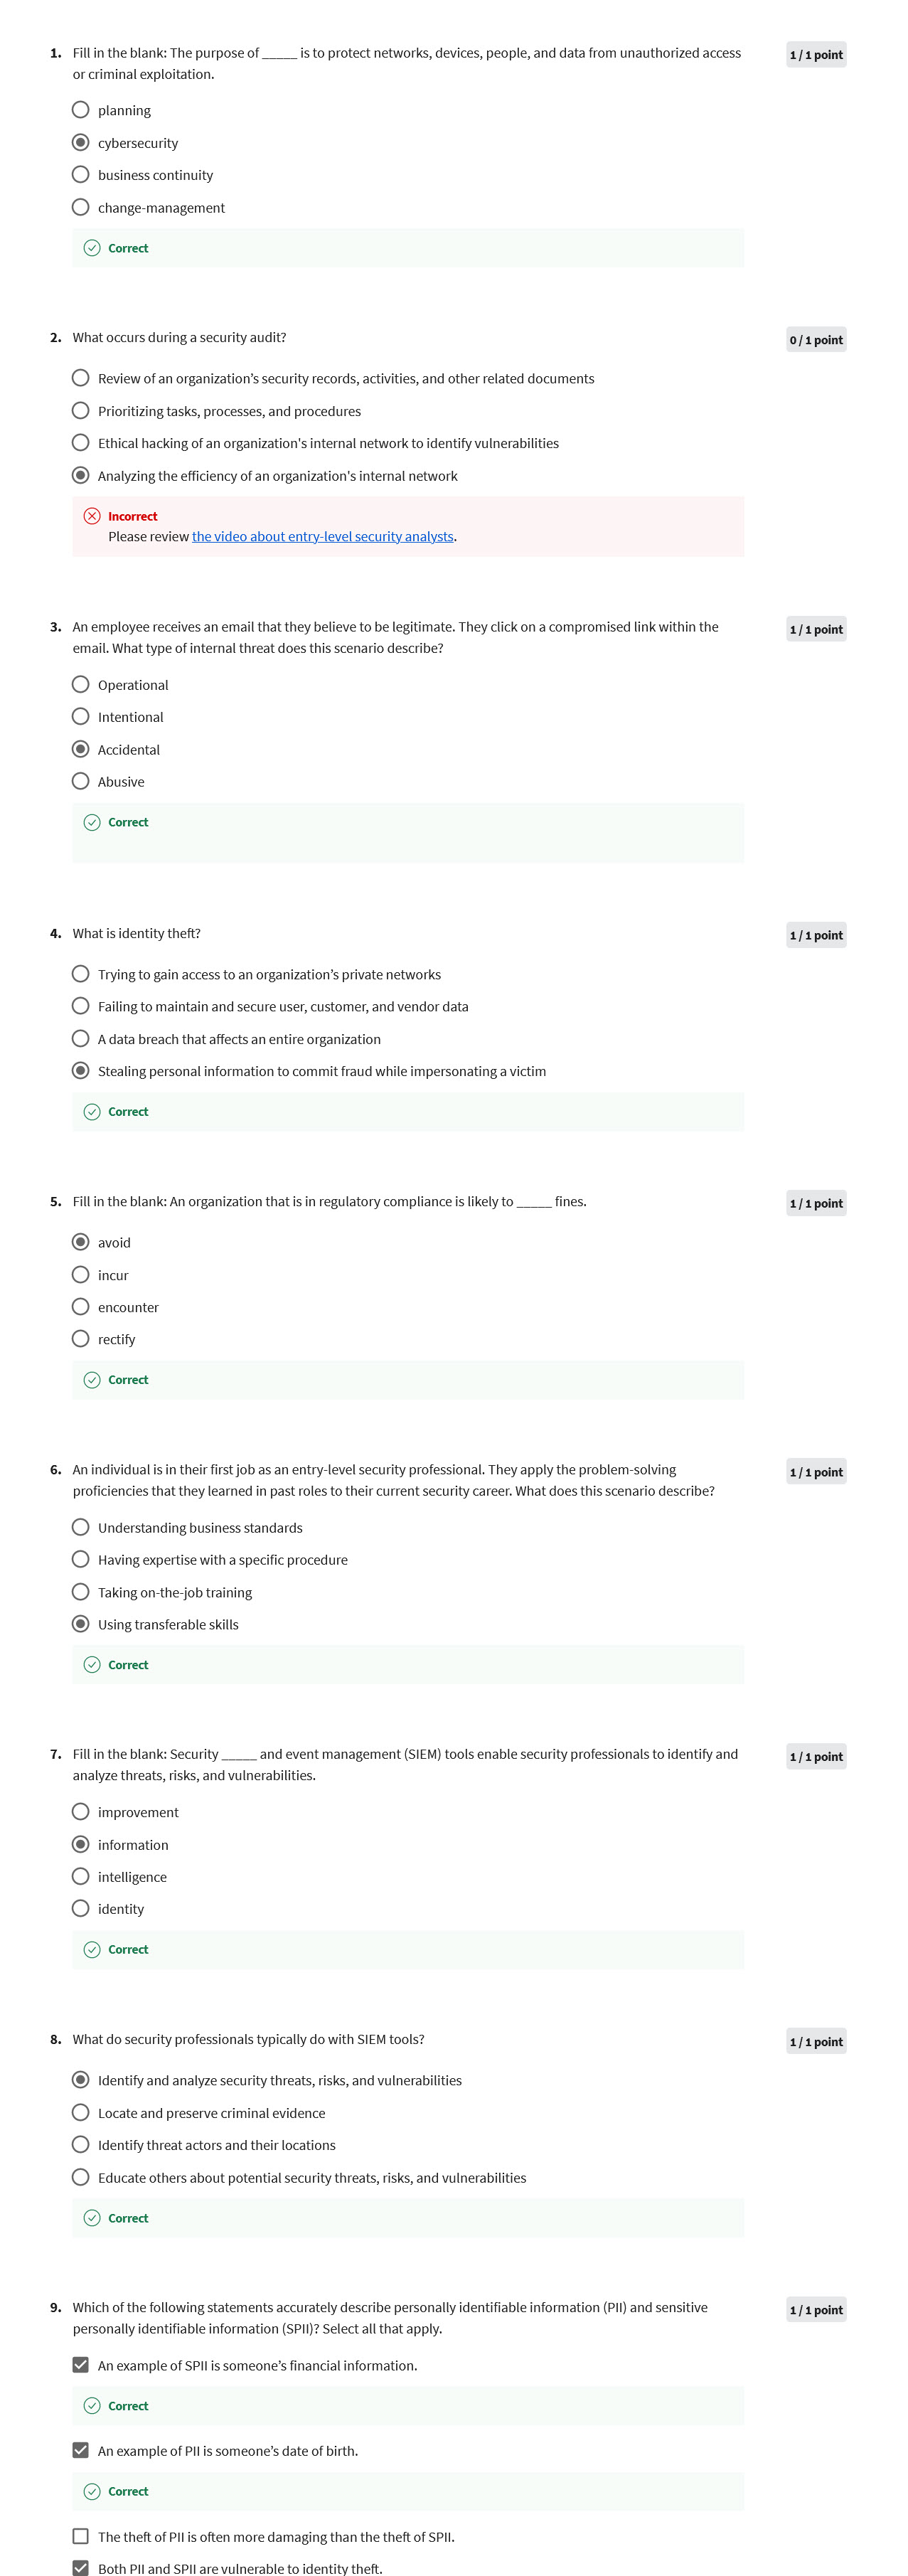 1. Fill in the blank: The purpose of _____ is to protect networks, devices, people, and data from unauthorized access
or criminal exploitation.
1 / 1 point
planning
cybersecurity
business continuity
change-management
Correct
2. What occurs during a security audit?
0 / 1 point
Review of an organization’s security records, activities, and other related documents
Prioritizing tasks, processes, and procedures
Ethical hacking of an organization's internal network to identify vulnerabilities
Analyzing the efficiency of an organization's internal network
Incorrect
Please review the video about entry-level security analysts.
3. An employee receives an email that they believe to be legitimate. They click on a compromised link within the
email. What type of internal threat does this scenario describe?
1 / 1 point
Operational
Intentional
Accidental
Abusive
Correct
4. What is identity theft?
1 / 1 point
Trying to gain access to an organization’s private networks
Failing to maintain and secure user, customer, and vendor data
A data breach that affects an entire organization
Stealing personal information to commit fraud while impersonating a victim
Correct
5. Fill in the blank: An organization that is in regulatory compliance is likely to _____ fines.
1 / 1 point
avoid
incur
encounter
rectify
Correct
6. An individual is in their first job as an entry-level security professional. They apply the problem-solving
proficiencies that they learned in past roles to their current security career. What does this scenario describe?
1 / 1 point
Understanding business standards
Having expertise with a specific procedure
Taking on-the-job training
Using transferable skills
Correct
7. Fill in the blank: Security _____ and event management (SIEM) tools enable security professionals to identify and
analyze threats, risks, and vulnerabilities.
1 / 1 point
improvement
information
intelligence
identity
Correct
8. What do security professionals typically do with SIEM tools?
1 / 1 point
Identify and analyze security threats, risks, and vulnerabilities
Locate and preserve criminal evidence
Identify threat actors and their locations
Educate others about potential security threats, risks, and vulnerabilities
Correct
9. Which of the following statements accurately describe personally identifiable information (PII) and sensitive
personally identifiable information (SPII)? Select all that apply.
1 / 1 point
An example of SPII is someone’s financial information.
Correct
An example of PII is someone’s date of birth.
Correct
The theft of PII is often more damaging than the theft of SPII.
Both PII and SPII are vulnerable to identity theft.